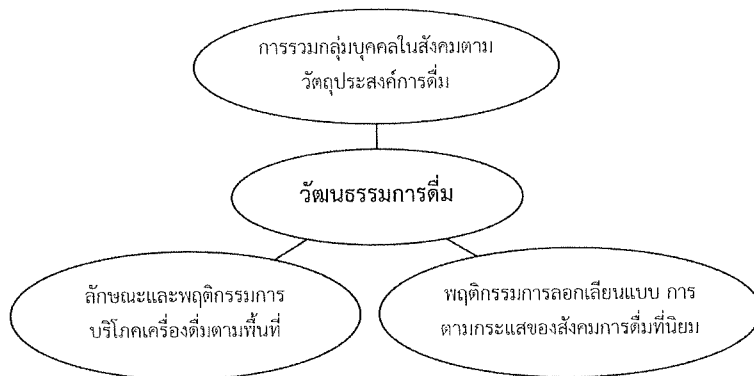 การรวมกลุ่มบุคคลในสังคมตาม
วัตถุประสงค์การดื่ม
วัฒนธรรมการดื่ม
ลักษณะและพฤติกรรมการ
บริโภคเครื่องดื่มตามพื้นที่
พฤติกรรมการลอกเลียนแบบ การ
ตามกระแสของสังคมการดื่มที่นิยม